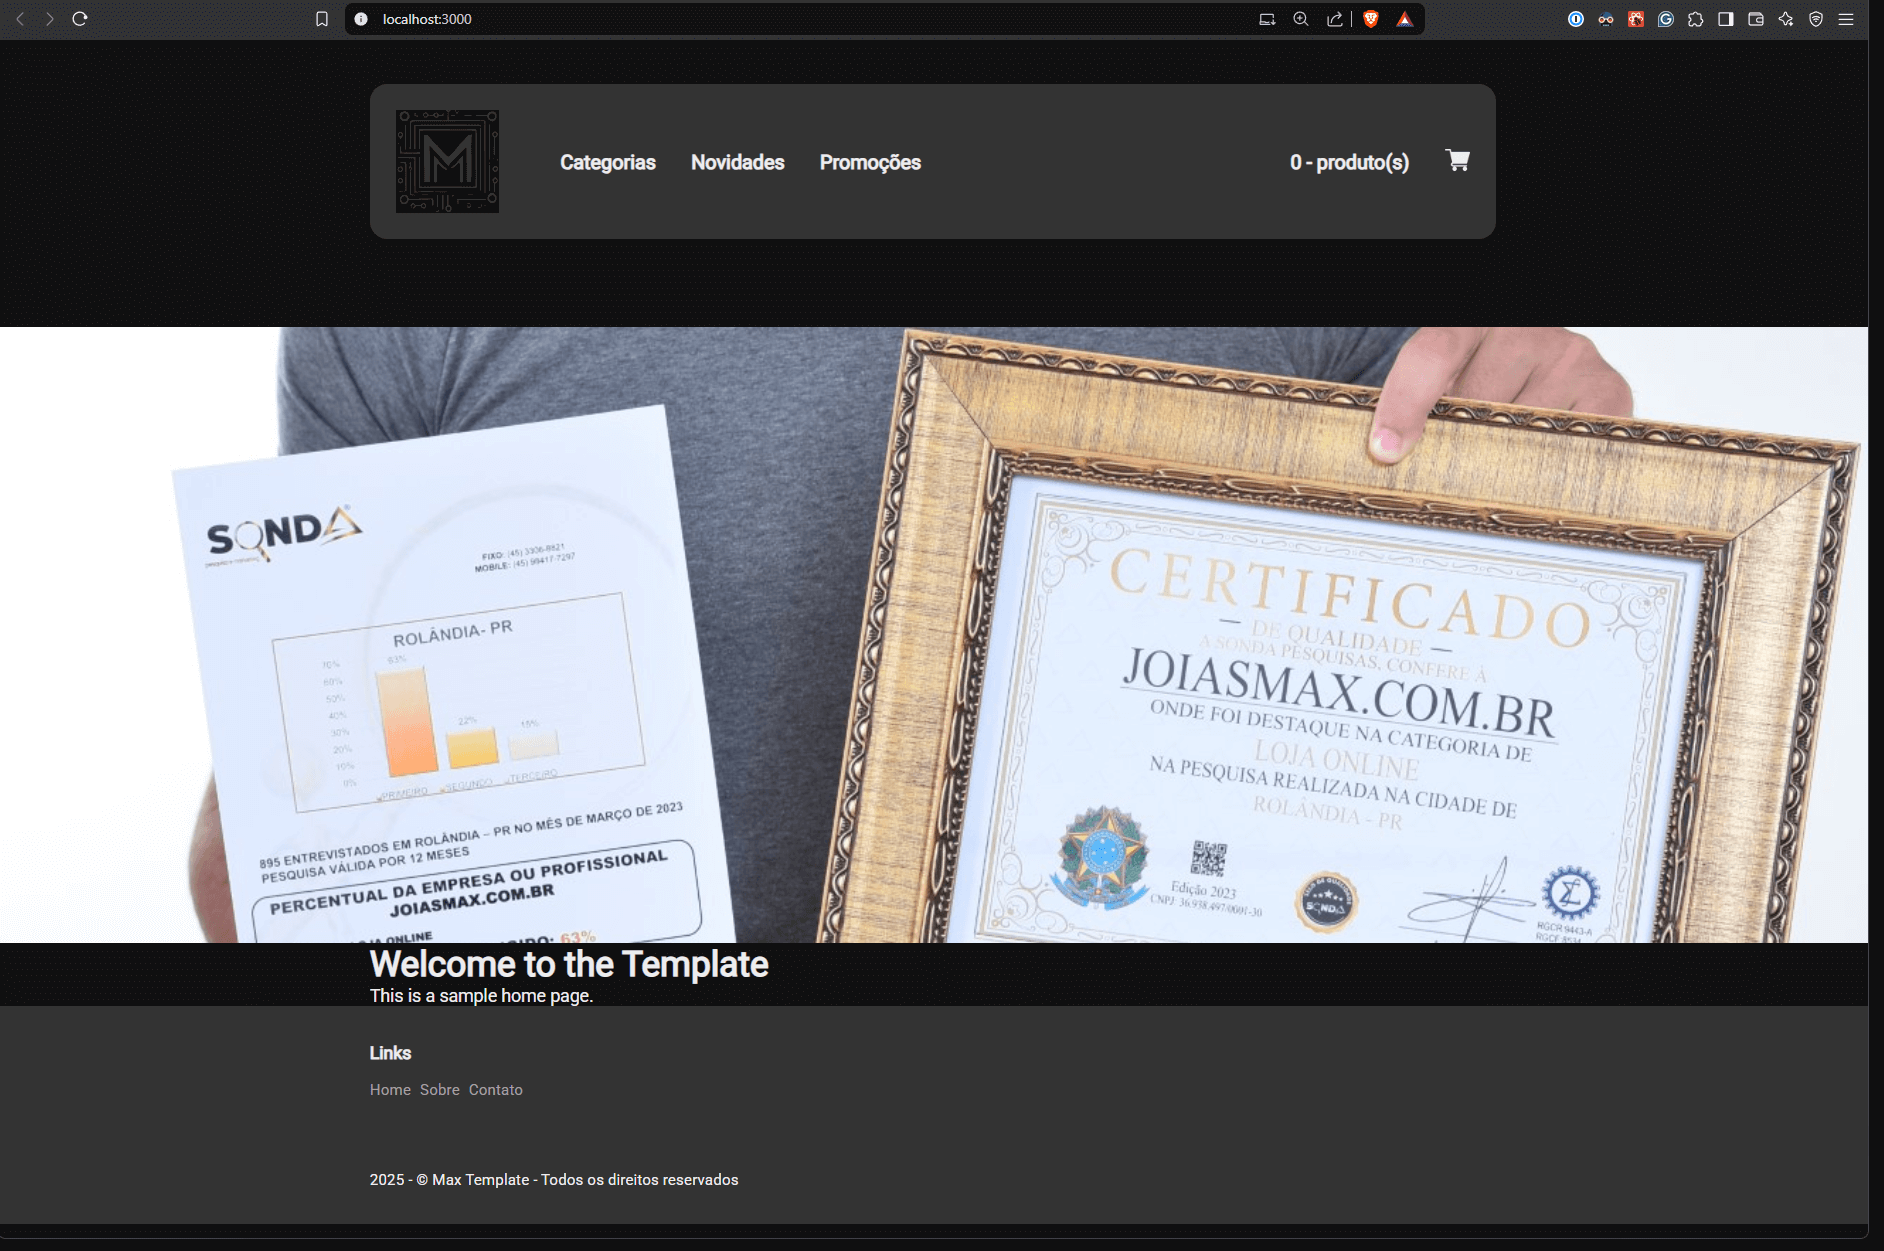 localhost:3000
M
Categorias
Novidades
Promoções
0 - produto(s)
SONDA
FIXO: (45) 3306-8821
MOBILE: (45) 99417-7297
ROLÂNDIA- PR
70%
60%
50%
40%
30%
20%
10%
0%
63%
22%
15%
PRIMEIRO
SEGUNDO
TERCEIRO
895 ENTREVISTADOS EM ROLÂNDIA – PR NO MÊS DE MARÇO DE 2023
PESQUISA VÁLIDA POR 12 MESES
PERCENTUAL DA EMPRESA OU PROFISSIONAL
JOIASMAX.COM.BR
ONLINE
63%
CERTIFICADO
— DE QUALIDADE —
A SONDA PESQUISAS, CONFERE À
JOIASMAX.COM.BR
ONDE FOI DESTAQUE NA CATEGORIA DE
LOJA ONLINE
NA PESQUISA REALIZADA NA CIDADE DE
ROLÂNDIA - PR
Edição 2023
CNPJ: 36.938.497/0001-30
SONDA
RGCR 9443-A
RGCF 8534
Welcome to the Template
This is a sample home page.
Links
Home Sobre Contato
2025 - © Max Template - Todos os direitos reservados